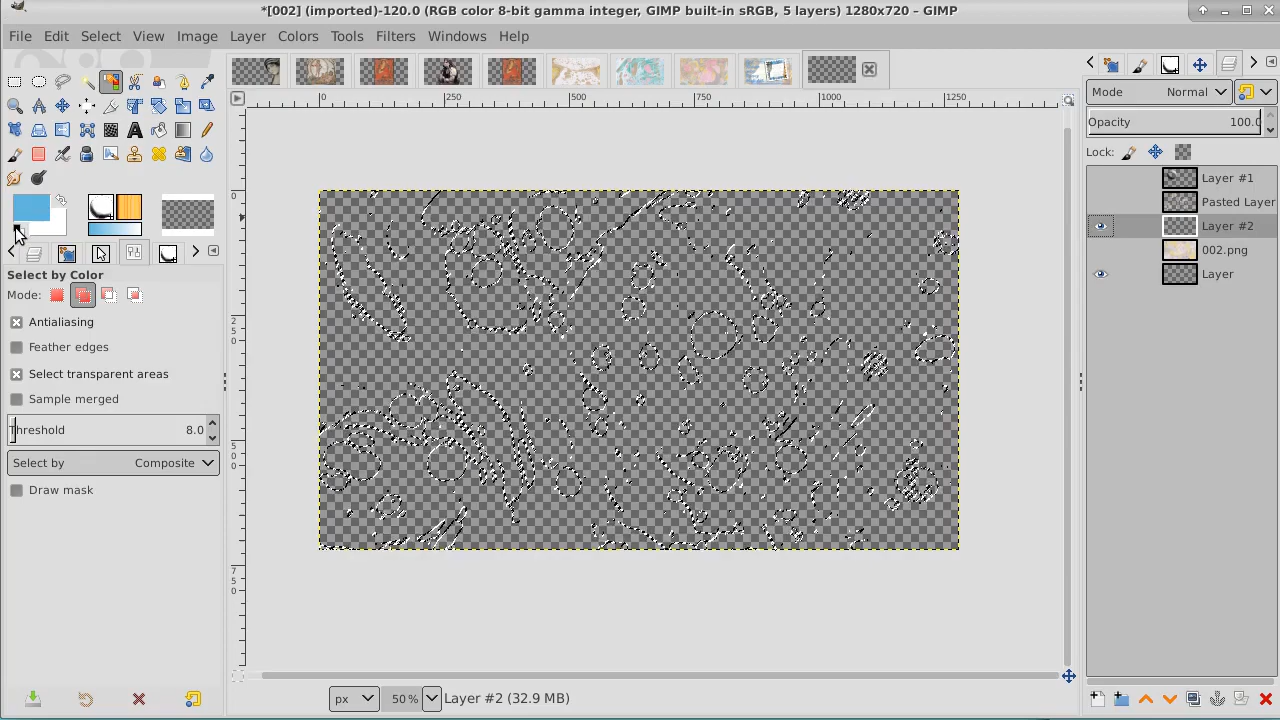 *[002] (imported)-120.0 (RGB color 8-bit gamma integer, GIMP built-in sRGB, 5 layers) 1280x720 – GIMP
File Edit Select View Image Layer Colors Tools Filters Windows Help
Mode Normal
0 250 500 750 1000 1250
Opacity 100.0
Lock:
Layer #1
Pasted Layer
Layer #2
002.png
Layer
0
250
500
750
Select by Color
Mode:
Antialiasing
Feather edges
Select transparent areas
Sample merged
Threshold 8.0
Select by Composite
Draw mask
px 50 % Layer #2 (32.9 MB)